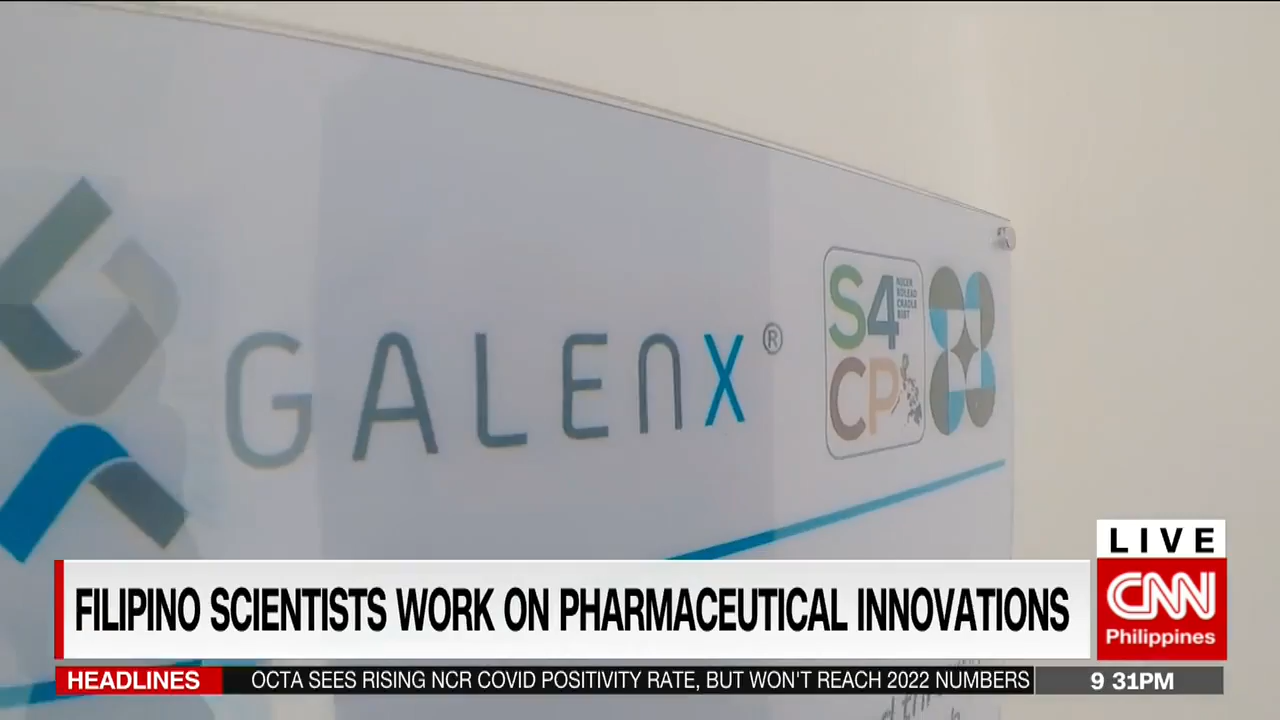 GALENX®
S4
CP
LIVE
CNN
Philippines
FILIPINO SCIENTISTS WORK ON PHARMACEUTICAL INNOVATIONS
HEADLINES OCTA SEES RISING NCR COVID POSITIVITY RATE, BUT WON'T REACH 2022 NUMBERS 9 31PM